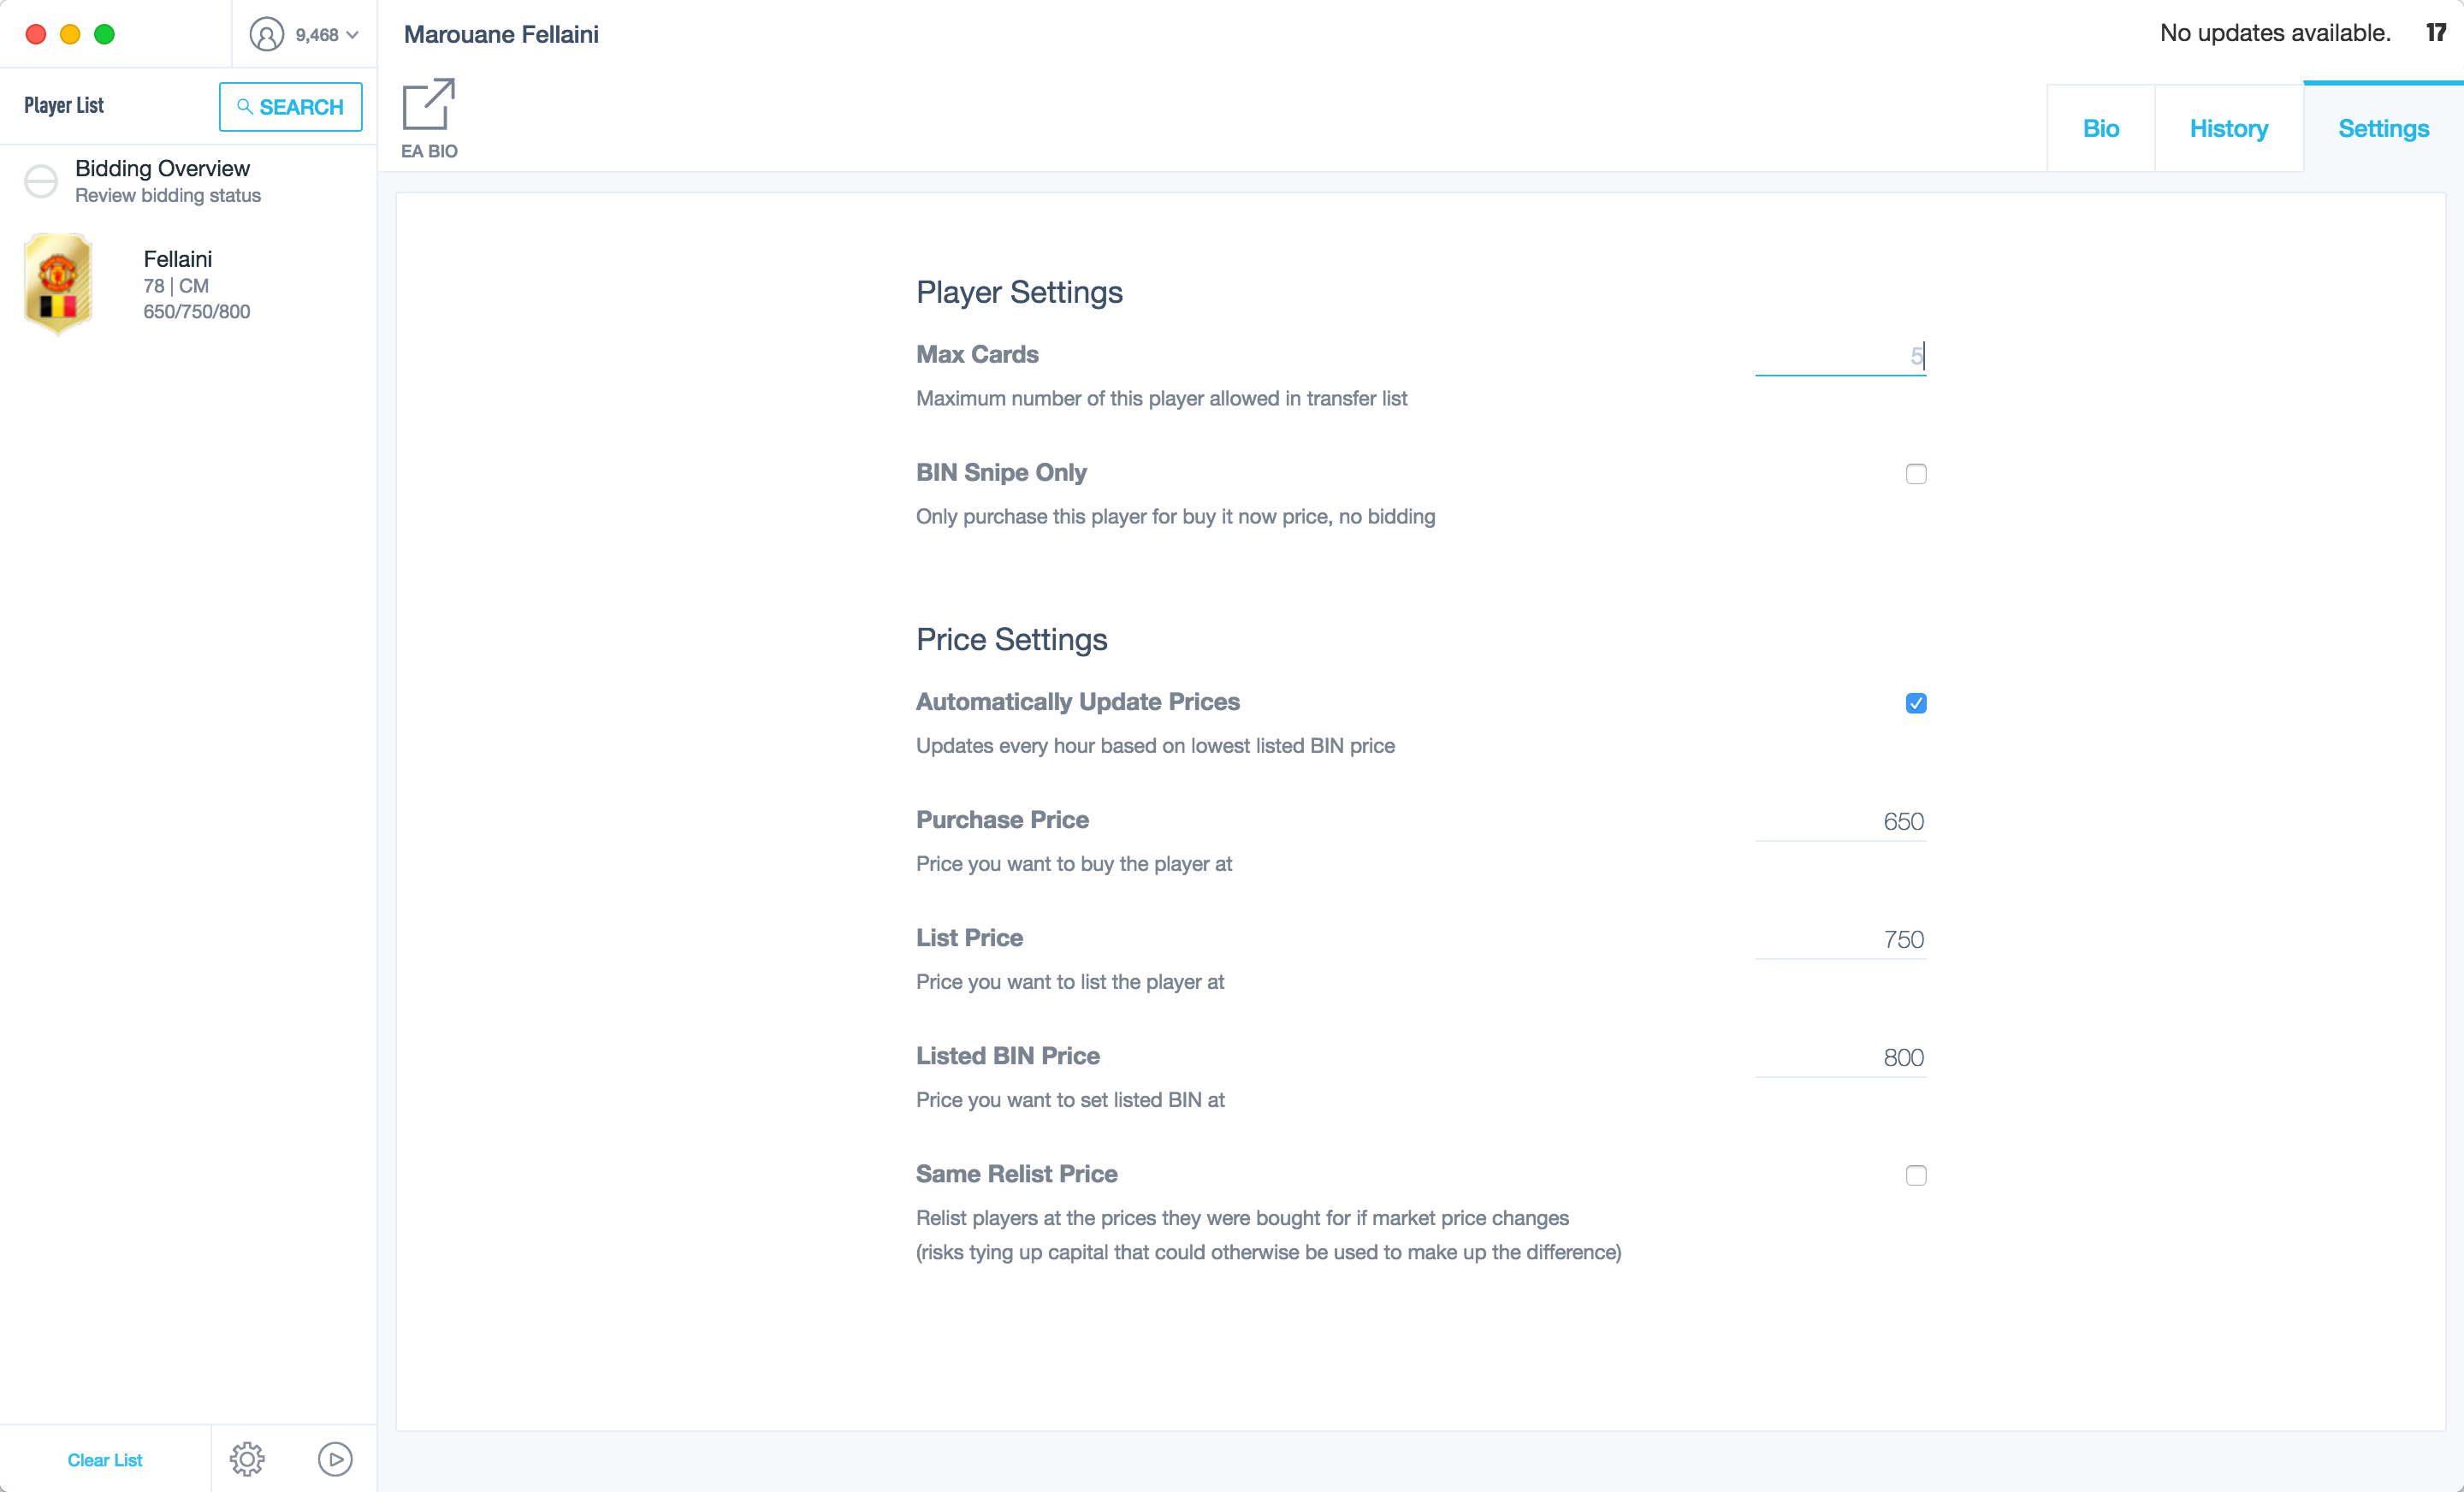 9,468
Marouane Fellaini
No updates available.
17
Player List
SEARCH
EA BIO
Bio
History
Settings
Bidding Overview
Review bidding status
Fellaini
78 | CM
650/750/800
Player Settings
Max Cards
5
Maximum number of this player allowed in transfer list
BIN Snipe Only
Only purchase this player for buy it now price, no bidding
Price Settings
Automatically Update Prices
Updates every hour based on lowest listed BIN price
Purchase Price
650
Price you want to buy the player at
List Price
750
Price you want to list the player at
Listed BIN Price
800
Price you want to set listed BIN at
Same Relist Price
Relist players at the prices they were bought for if market price changes
(risks tying up capital that could otherwise be used to make up the difference)
Clear List